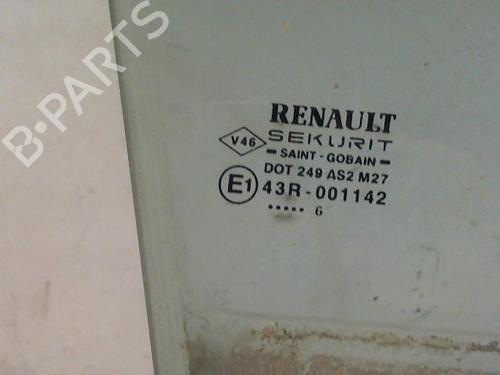 B-PARTS
RENAULT
V46
SEKURIT
SAINT-GOBAIN
DOT 249 AS2 M27
E1
43R-001142
..... 6